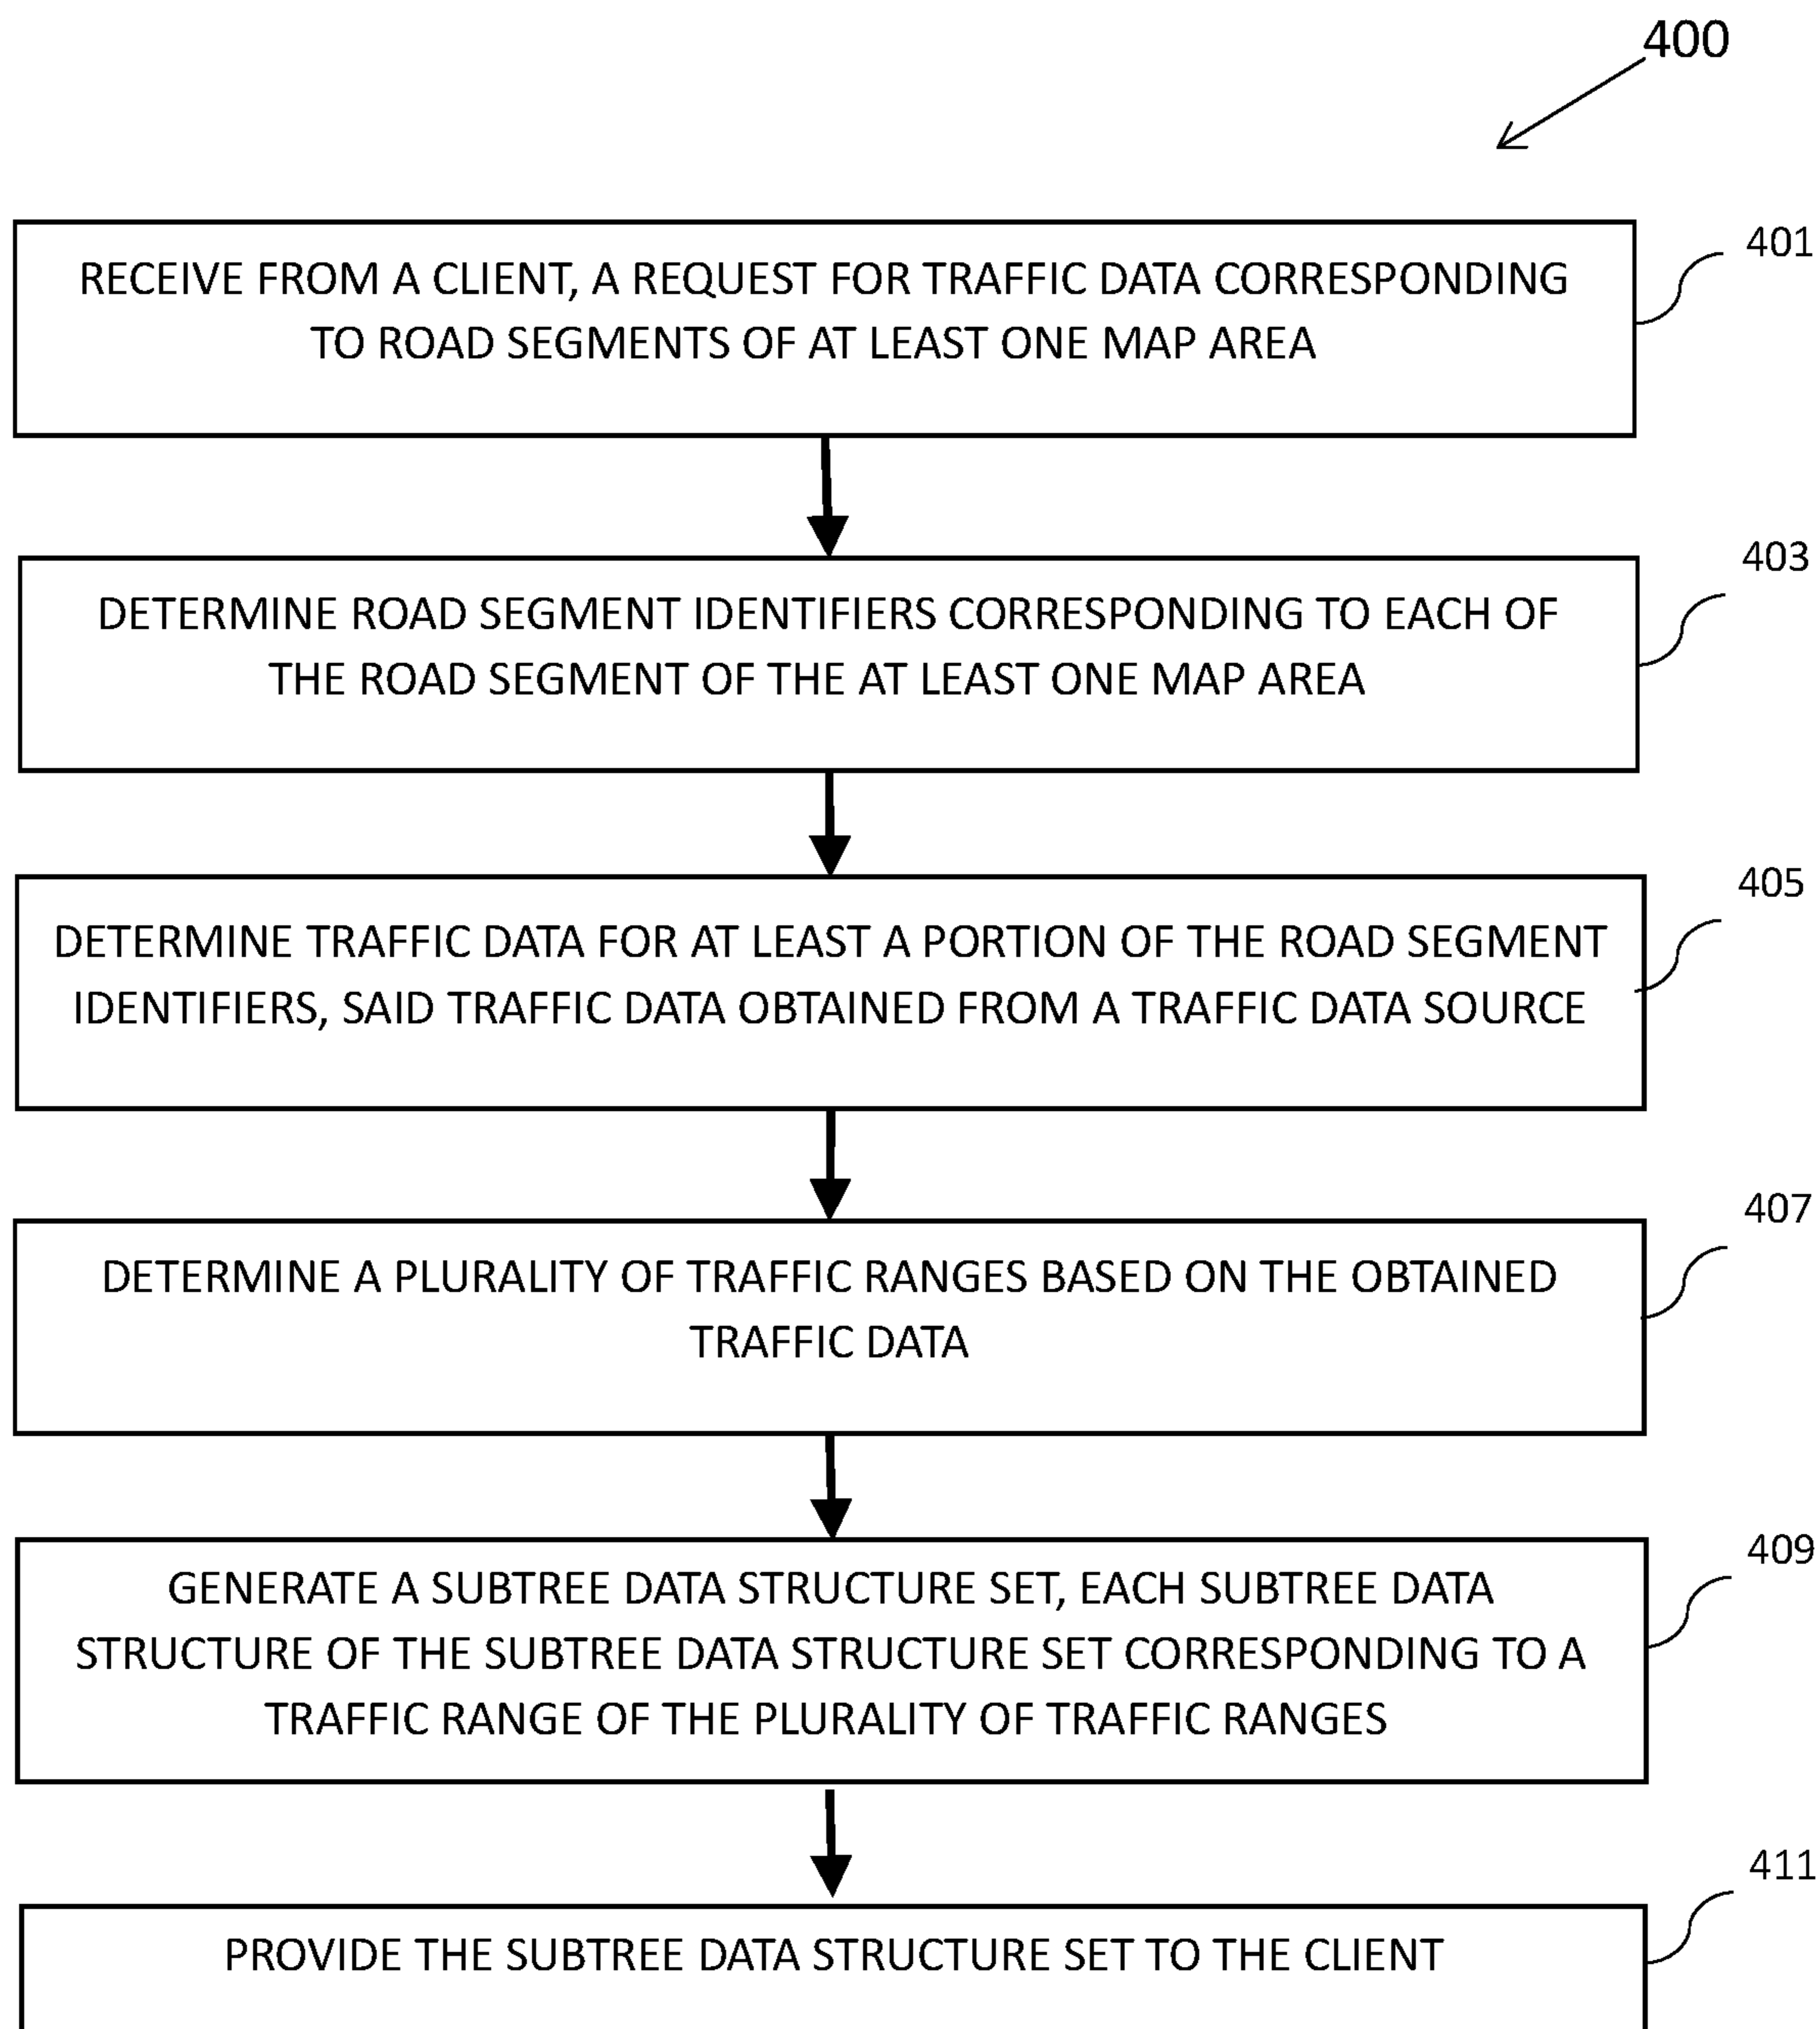 400
401
RECEIVE FROM A CLIENT, A REQUEST FOR TRAFFIC DATA CORRESPONDING
TO ROAD SEGMENTS OF AT LEAST ONE MAP AREA
403
DETERMINE ROAD SEGMENT IDENTIFIERS CORRESPONDING TO EACH OF
THE ROAD SEGMENT OF THE AT LEAST ONE MAP AREA
405
DETERMINE TRAFFIC DATA FOR AT LEAST A PORTION OF THE ROAD SEGMENT
IDENTIFIERS, SAID TRAFFIC DATA OBTAINED FROM A TRAFFIC DATA SOURCE
407
DETERMINE A PLURALITY OF TRAFFIC RANGES BASED ON THE OBTAINED
TRAFFIC DATA
409
GENERATE A SUBTREE DATA STRUCTURE SET, EACH SUBTREE DATA
STRUCTURE OF THE SUBTREE DATA STRUCTURE SET CORRESPONDING TO A
TRAFFIC RANGE OF THE PLURALITY OF TRAFFIC RANGES
411
PROVIDE THE SUBTREE DATA STRUCTURE SET TO THE CLIENT